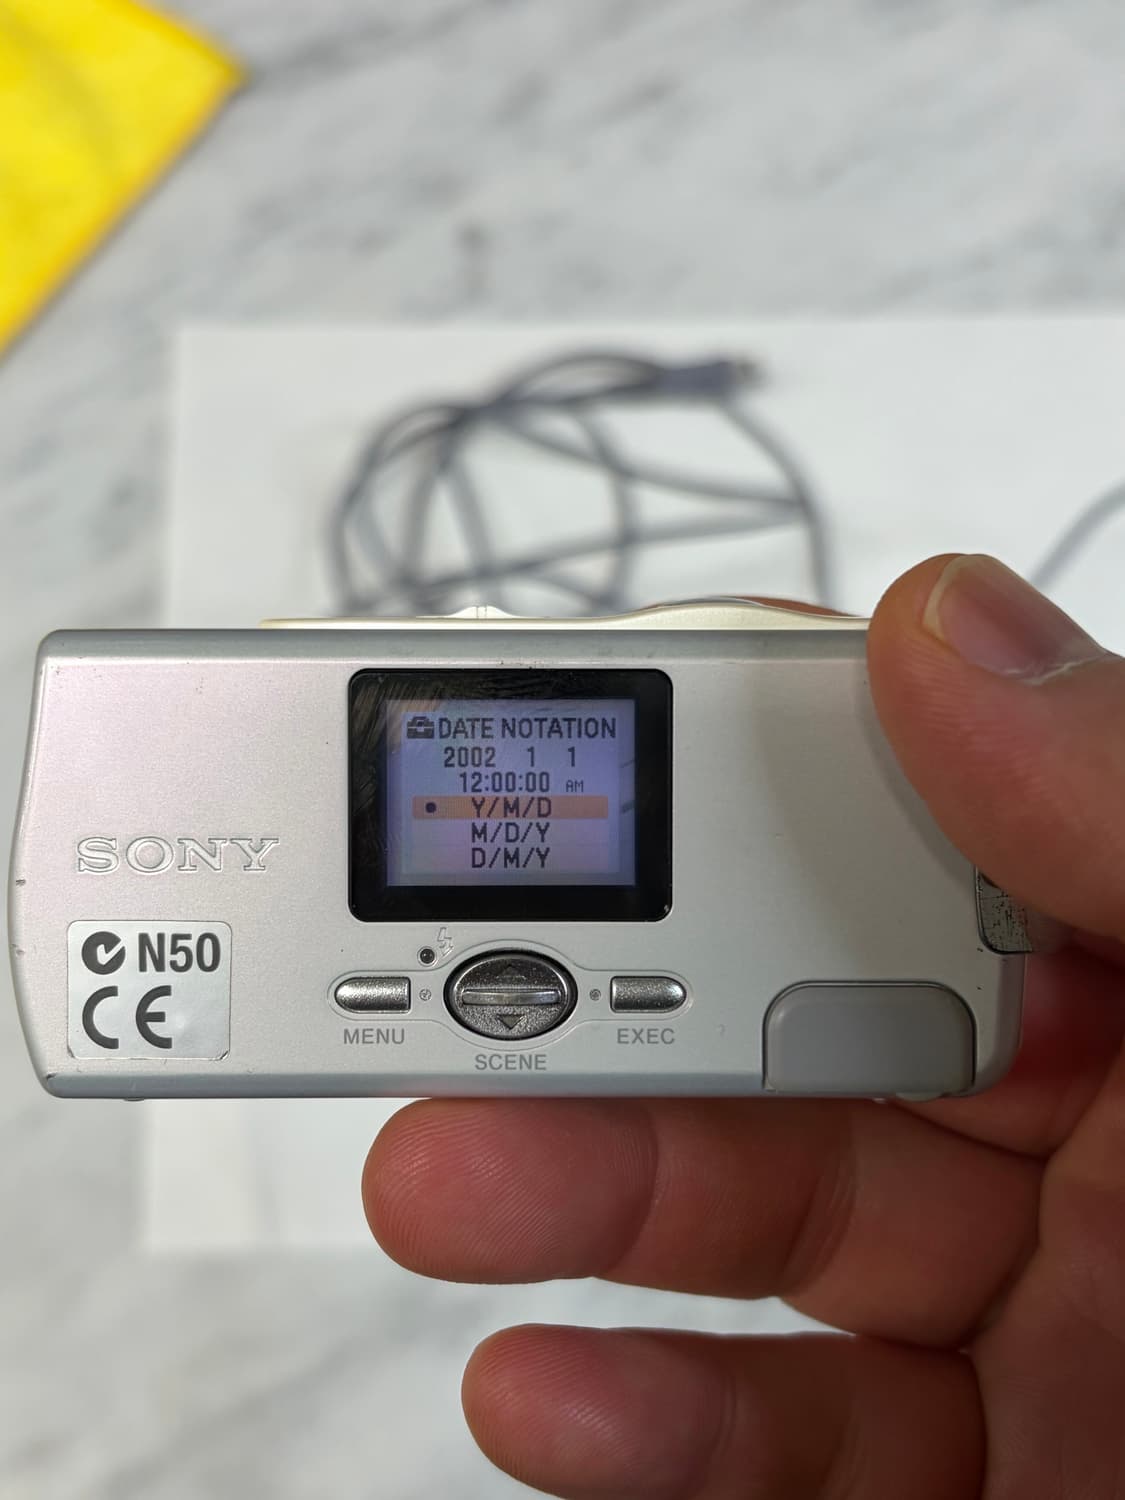 DATE NOTATION
2002 1 1
12:00:00 AM
Y/M/D
M/D/Y
D/M/Y
SONY
N50
CE
MENU
SCENE
EXEC